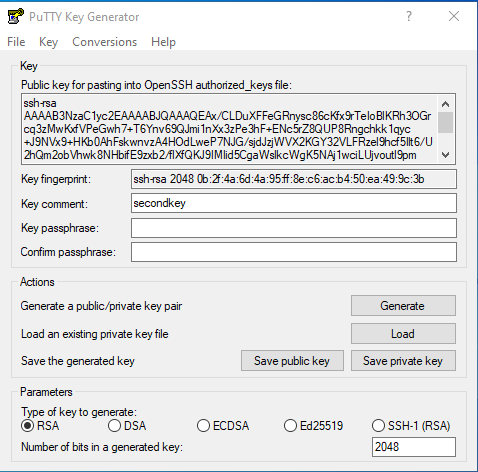 PuTTY Key Generator
File Key Conversions Help
Key
Public key for pasting into OpenSSH authorized_keys file:
ssh-rsa
AAAAB3NzaC1yc2EAAAABJQAAAQEAx/CLDuXFFeGRnysc86cKfx9rTeIoBIKRh3OGr
cq3zMwKxfVPeGwh7+T6Ynv69QJmi1nXx3zPe3hF+ENc5rZ8QUP8Rngchkk1qyc
+J9NVx9+HKb0AhFskwnvzA4HOdLweP7NJG/sjdJzjWVX2KGY32VLFRzeI9hcf5llt6/U
2hQm2obVhwk8NHbifE9zxb2/flXfQKJ9IMlid5CgaWslkcWgK5NAj1wciLUjvoutl9pm
Key fingerprint: ssh-rsa 2048 0b:2f:4a:6d:4a:95:ff:8e:c6:ac:b4:50:ea:49:9c:3b
Key comment: secondkey
Key passphrase:
Confirm passphrase:
Actions
Generate a public/private key pair Generate
Load an existing private key file Load
Save the generated key Save public key Save private key
Parameters
Type of key to generate:
RSA DSA ECDSA Ed25519 SSH-1 (RSA)
Number of bits in a generated key: 2048